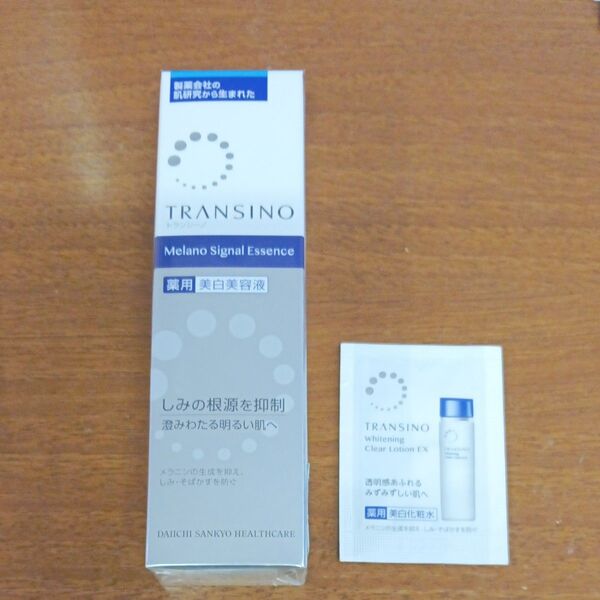 製薬会社の
肌研究から生まれた
TRANSINO
トランシーノ
Melano Signal Essence
薬用 美白美容液
しみの根源を抑制
澄みわたる明るい肌へ
メラニンの生成を抑え、
しみ・そばかすを防ぐ
DAIICHI SANKYO HEALTHCARE
TRANSINO
Whitening
Clear Lotion EX
透明感あふれる
みずみずしい肌へ
薬用 美白化粧水
メラニンの生成を抑え、しみ・そばかすを防ぐ
TRANSINO